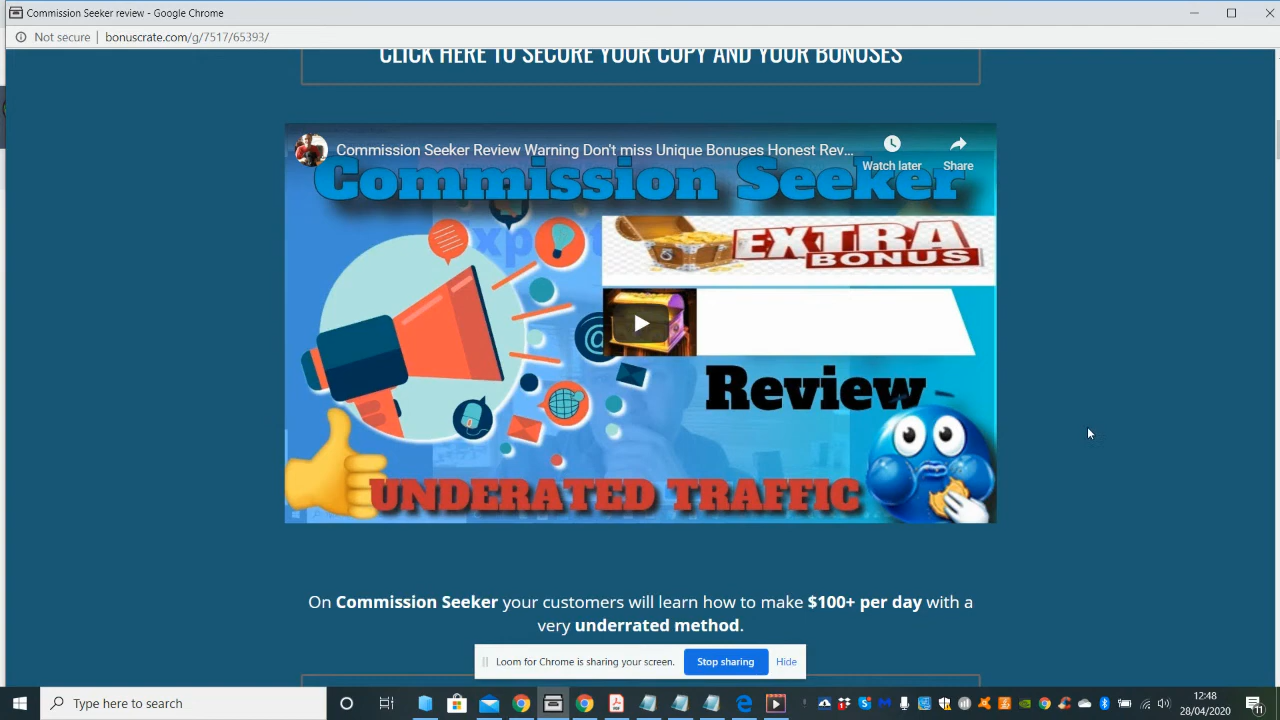 Commission Seeker review - Google Chrome
Not secure | bonuscrate.com/g/7517/65393/
CLICK HERE TO SECURE YOUR COPY AND YOUR BONUSES
Commission Seeker Review Warning Don't miss Unique Bonuses Honest Rev...
Watch later
Share
Commission Seeker
EXTRA
BONUS
@
Review
UNDERATED TRAFFIC
On Commission Seeker your customers will learn how to make $100+ per day with a
very underrated method.
Loom for Chrome is sharing your screen.
Stop sharing
Hide
Type here to search
12:48
28/04/2020
11